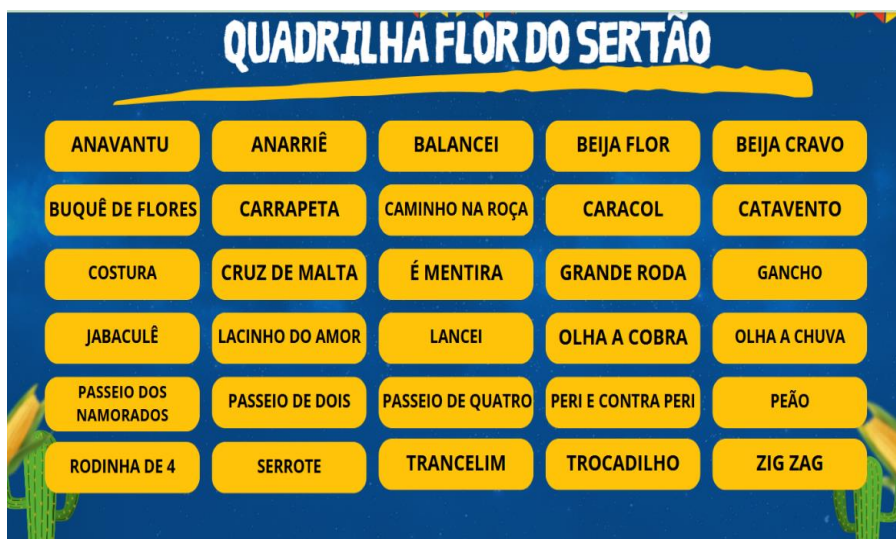 QUADRILHA FLOR DO SERTÃO
ANAVANTU
ANARRIÊ
BALANCEI
BEIJA FLOR
BEIJA CRAVO
BUQUÊ DE FLORES
CARRAPETA
CAMINHO NA ROÇA
CARACOL
CATAVENTO
COSTURA
CRUZ DE MALTA
É MENTIRA
GRANDE RODA
GANCHO
JABACULÊ
LACINHO DO AMOR
LANCEI
OLHA A COBRA
OLHA A CHUVA
PASSEIO DOS
NAMORADOS
PASSEIO DE DOIS
PASSEIO DE QUATRO
PERI E CONTRA PERI
PEÃO
RODINHA DE 4
SERROTE
TRANCELIM
TROCADILHO
ZIG ZAG